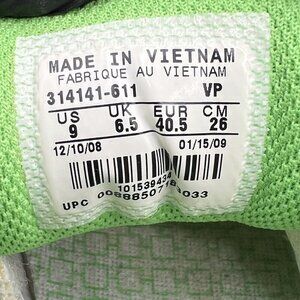 MADE IN VIETNAM
FABRIQUE AU VIETNAM
314141-611 VP
US UK EUR CM
9 6.5 40.5 26
12/10/08 01/15/09
UPC